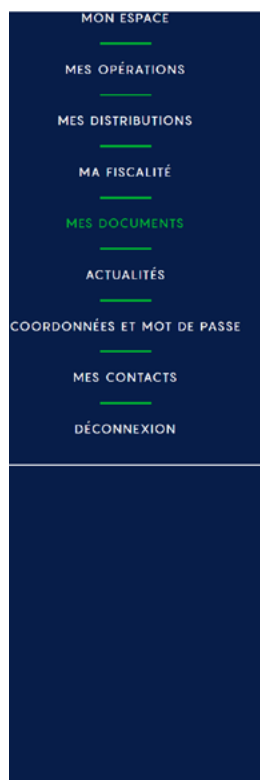 MON ESPACE
MES OPÉRATIONS
MES DISTRIBUTIONS
MA FISCALITÉ
MES DOCUMENTS
ACTUALITÉS
COORDONNÉES ET MOT DE PASSE
MES CONTACTS
DÉCONNEXION